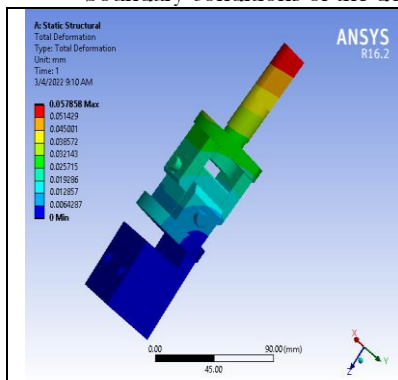 A: Static Structural
Total Deformation
Type: Total Deformation
Unit: mm
Time: 1
3/4/2022 9:10 AM
ANSYS
R16.2
0.057858 Max
0.051429
0.045001
0.038572
0.032143
0.025715
0.019286
0.012857
0.0064287
0 Min
0.00
90.00 (mm)
45.00
X
Y
Z